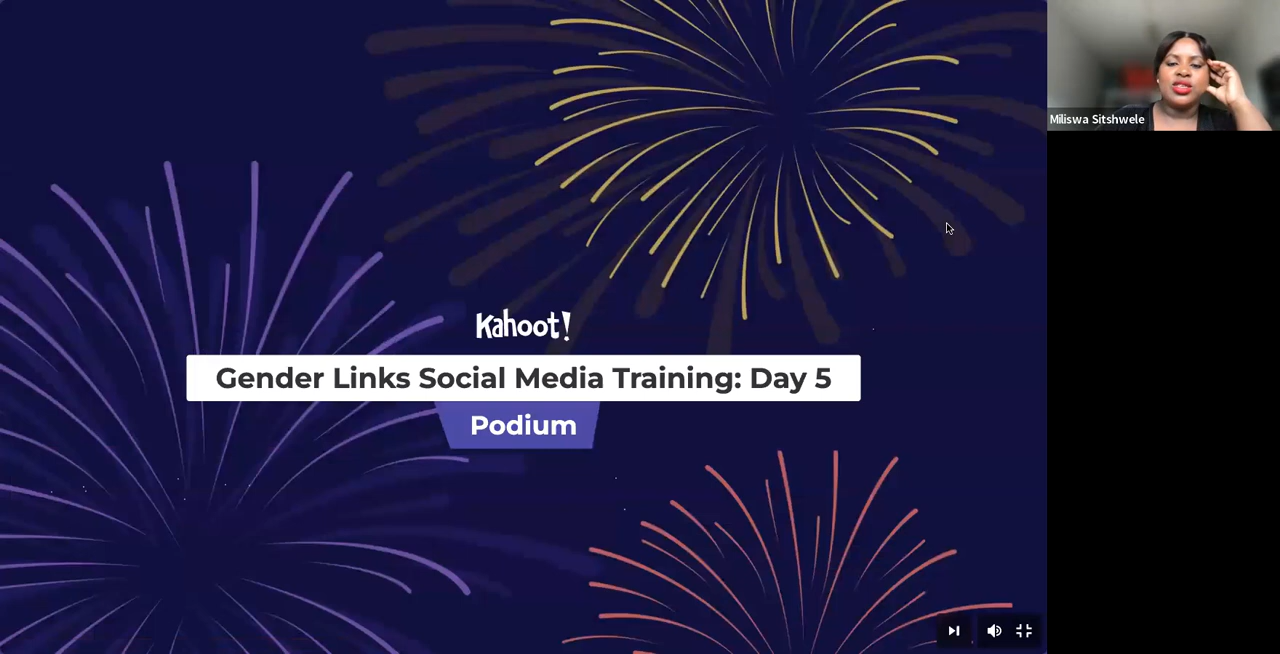 Miliswa Sitshwele
Kahoot!
Gender Links Social Media Training: Day 5
Podium